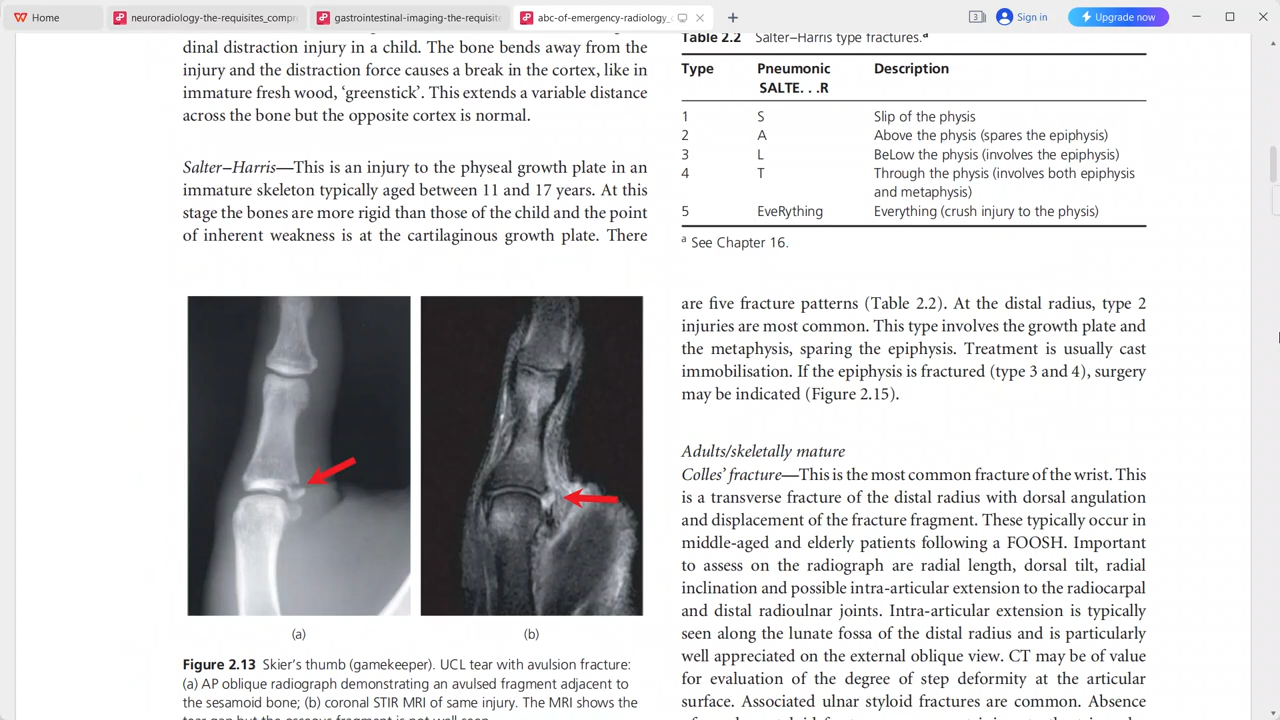 Home
neuroradiology-the-requisites_compr
gastrointestinal-imaging-the-requisite
abc-of-emergency-radiology_
3
Sign in
Upgrade now
dinal distraction injury in a child. The bone bends away from the
injury and the distraction force causes a break in the cortex, like in
immature fresh wood, ‘greenstick’. This extends a variable distance
across the bone but the opposite cortex is normal.
Salter–Harris—This is an injury to the physeal growth plate in an
immature skeleton typically aged between 11 and 17 years. At this
stage the bones are more rigid than those of the child and the point
of inherent weakness is at the cartilaginous growth plate. There
(a)
(b)
Figure 2.13 Skier’s thumb (gamekeeper). UCL tear with avulsion fracture:
(a) AP oblique radiograph demonstrating an avulsed fragment adjacent to
the sesamoid bone; (b) coronal STIR MRI of same injury. The MRI shows the
tear gap but the osseous fragment is not well seen.
Table 2.2 Salter–Harris type fractures.a
Type Pneumonic Description
SALTE. . .R
1 S Slip of the physis
2 A Above the physis (spares the epiphysis)
3 L BeLow the physis (involves the epiphysis)
4 T Through the physis (involves both epiphysis
and metaphysis)
5 EveRything Everything (crush injury to the physis)
a See Chapter 16.
are five fracture patterns (Table 2.2). At the distal radius, type 2
injuries are most common. This type involves the growth plate and
the metaphysis, sparing the epiphysis. Treatment is usually cast
immobilisation. If the epiphysis is fractured (type 3 and 4), surgery
may be indicated (Figure 2.15).
Adults/skeletally mature
Colles’ fracture—This is the most common fracture of the wrist. This
is a transverse fracture of the distal radius with dorsal angulation
and displacement of the fracture fragment. These typically occur in
middle-aged and elderly patients following a FOOSH. Important
to assess on the radiograph are radial length, dorsal tilt, radial
inclination and possible intra-articular extension to the radiocarpal
and distal radioulnar joints. Intra-articular extension is typically
seen along the lunate fossa of the distal radius and is particularly
well appreciated on the external oblique view. CT may be of value
for evaluation of the degree of step deformity at the articular
surface. Associated ulnar styloid fractures are common. Absence